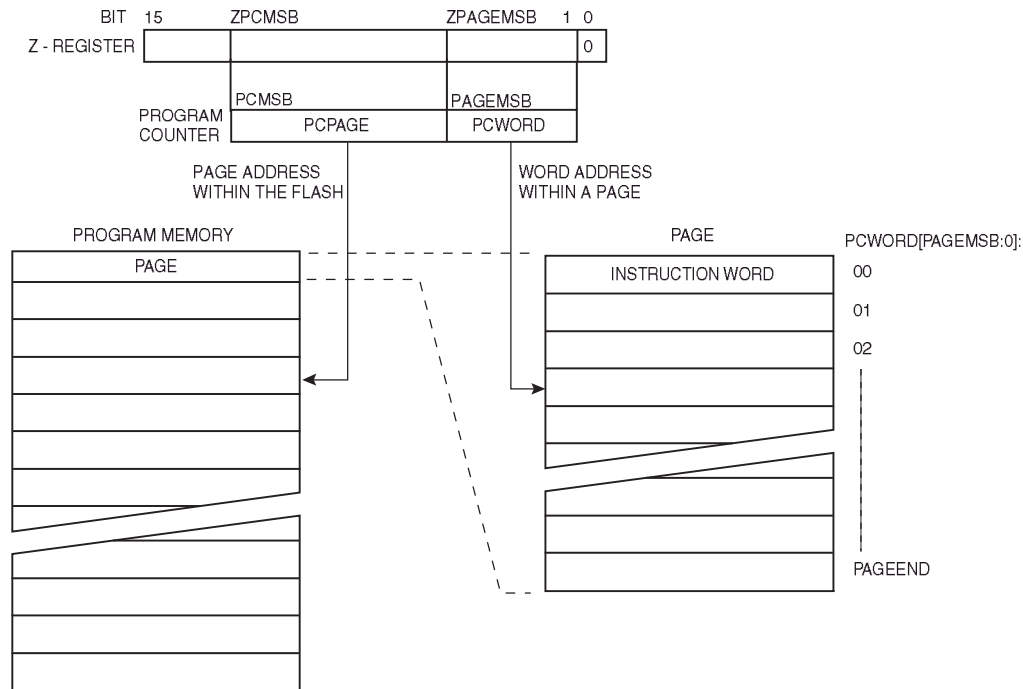 BIT 15 ZPCMSB ZPAGEMSB 1 0
Z - REGISTER 0
PCMSB PAGEMSB
PROGRAM
COUNTER
PCPAGE PCWORD
PAGE ADDRESS
WITHIN THE FLASH
WORD ADDRESS
WITHIN A PAGE
PROGRAM MEMORY
PAGE
PAGE
PCWORD[PAGEMSB:0]:
INSTRUCTION WORD
00
01
02
PAGEEND